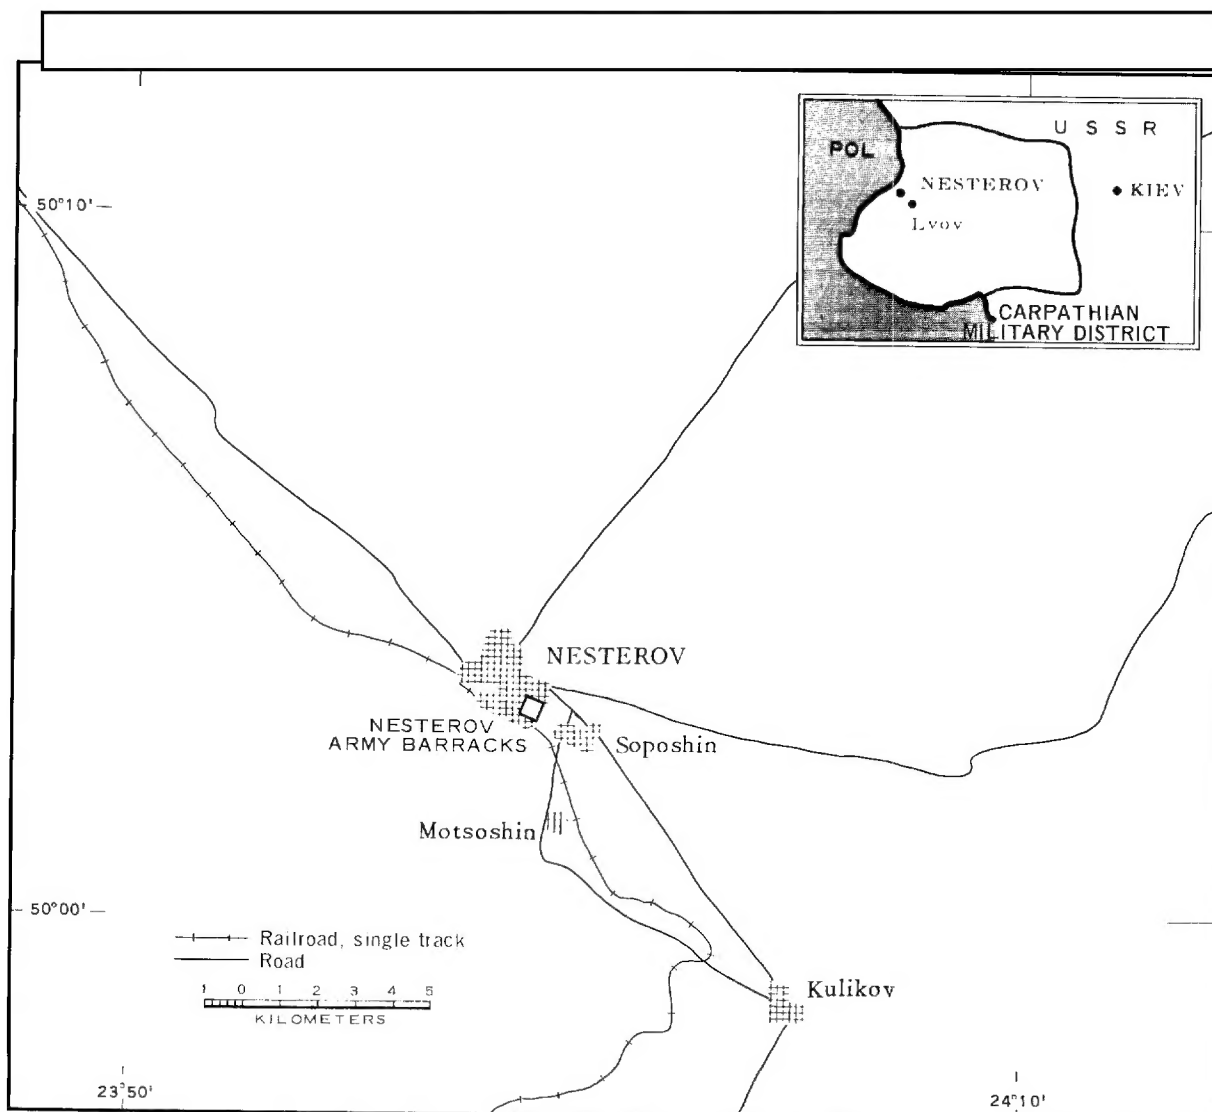 U S S R
POL
NESTEROV
KIEV
Lvov
CARPATHIAN
MILITARY DISTRICT
50°10'
NESTEROV
NESTEROV
ARMY BARRACKS
Soposhin
Motsoshin
50°00'
Railroad, single track
Road
1 0 1 2 3 4 5
KILOMETERS
Kulikov
23°50'
24°10'